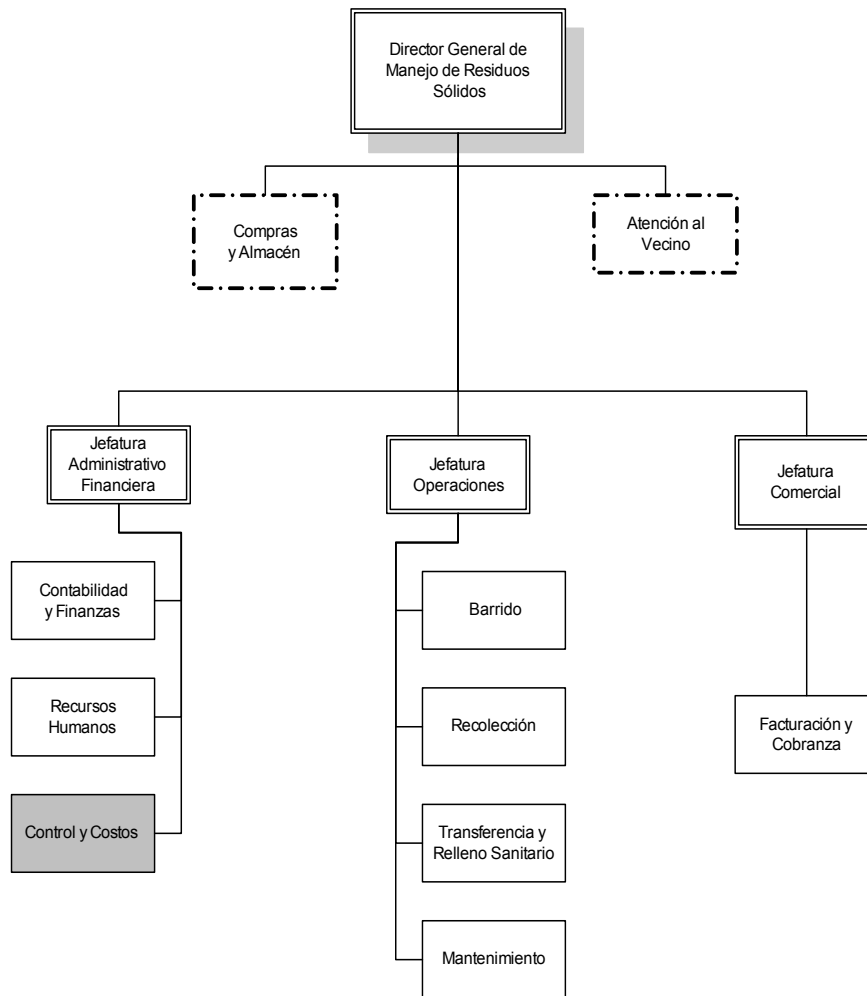 Director General de
Manejo de Residuos
Sólidos
Compras
y Almacén
Atención al
Vecino
Jefatura
Administrativo
Financiera
Jefatura
Operaciones
Jefatura
Comercial
Contabilidad
y Finanzas
Recursos
Humanos
Control y Costos
Barrido
Recolección
Transferencia y
Relleno Sanitario
Mantenimiento
Facturación y
Cobranza